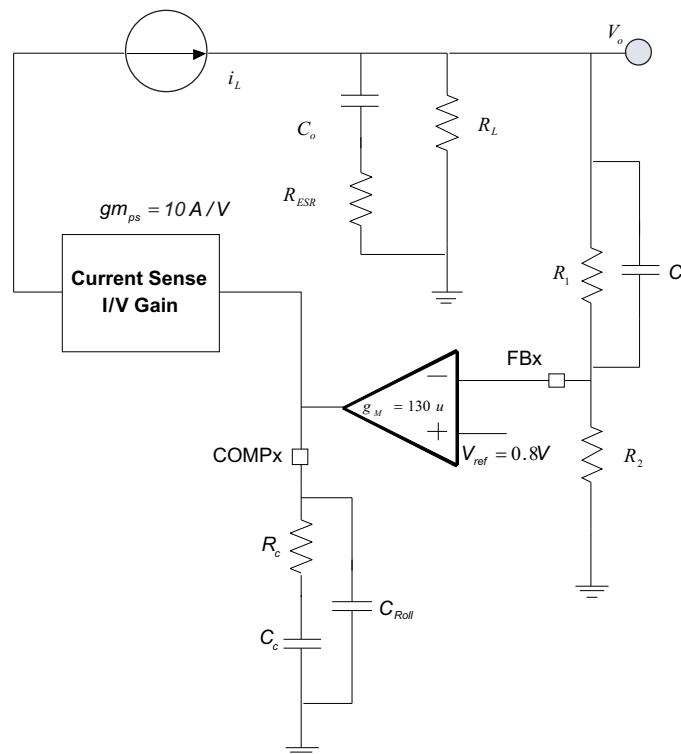 V_o
i_L
C_o
R_L
R_ESR
gm_ps = 10 A / V
Current Sense
I/V Gain
R_1
C
FBx
g_M = 130 u
V_ref = 0.8V
COMPx
R_2
R_c
C_Roll
C_c